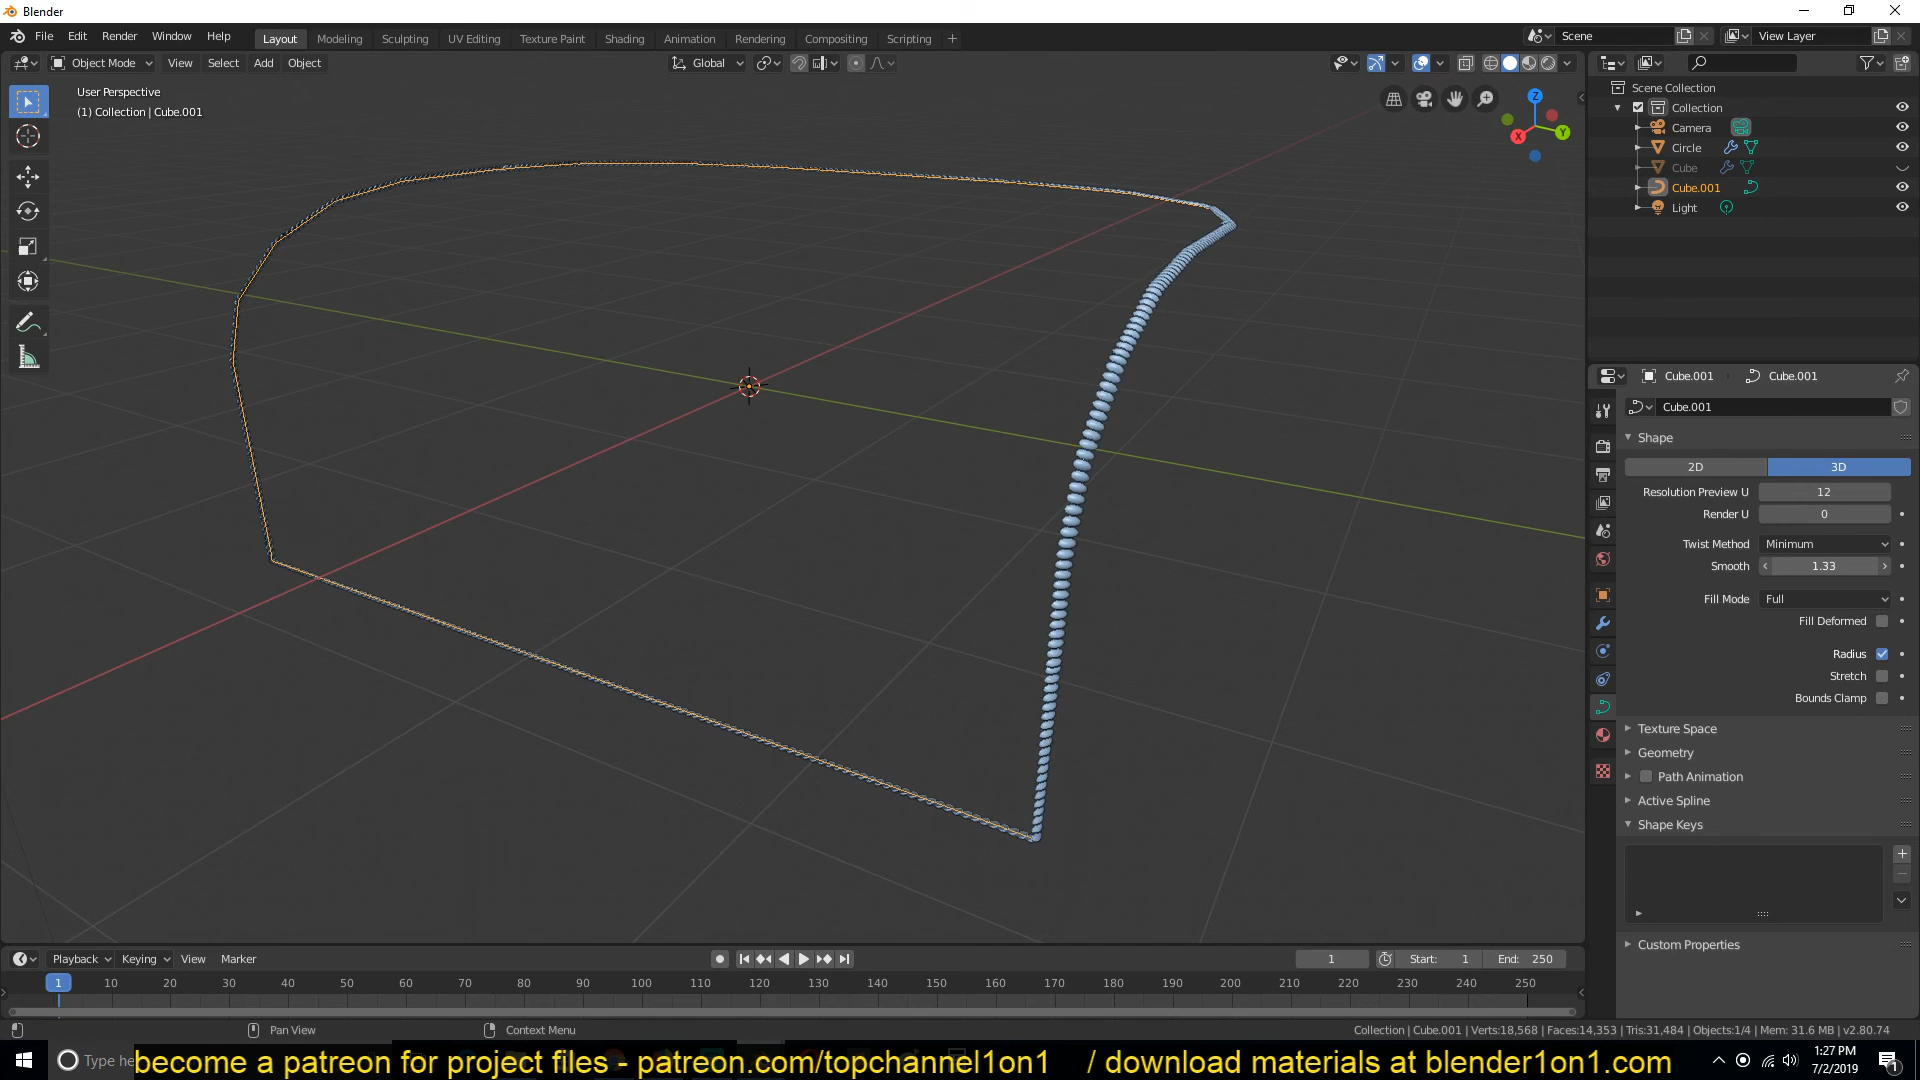 Blender
File Edit Render Window Help Layout Modeling Sculpting UV Editing Texture Paint Shading Animation Rendering Compositing Scripting + Scene View Layer
Object Mode View Select Add Object Global
User Perspective
(1) Collection | Cube.001
Z
X Y
Scene Collection
Collection
Camera
Circle
Cube
Cube.001
Light
Cube.001 Cube.001
Cube.001
Shape
2D 3D
Resolution Preview U 12
Render U 0
Twist Method Minimum
Smooth 1.33
Fill Mode Full
Fill Deformed
Radius
Stretch
Bounds Clamp
Texture Space
Geometry
Path Animation
Active Spline
Shape Keys
Custom Properties
Playback Keying View Marker 1 Start: 1 End: 250
1 10 20 30 40 50 60 70 80 90 100 110 120 130 140 150 160 170 180 190 200 210 220 230 240 250
Pan View Context Menu Collection | Cube.001 | Verts:18,568 | Faces:14,353 | Tris:31,484 | Objects:1/4 | Mem: 31.6 MB | v2.80.74
Type he
become a patreon for project files - patreon.com/topchannel1on1 / download materials at blender1on1.com
1:27 PM
7/2/2019
1